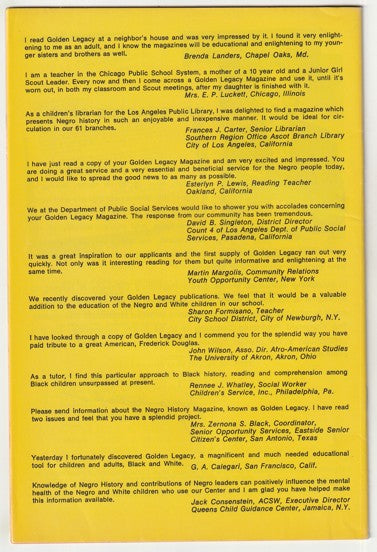 I read Golden Legacy at a neighbor's house and was very impressed by it. I found it very enlight-
ening to me as an adult, and I know the magazines will be educational and enlightening to my youn-
ger sisters and brothers as well.
Brenda Landers, Chapel Oaks, Md.
I am a teacher in the Chicago Public School System, a mother of a 10 year old and a Junior Girl
Scout Leader. Every now and then I come across a Golden Legacy Magazine and use it, until it's
worn out, in both my classroom and Scout meetings, after my daughter is finished with it.
Mrs. E. P. Luckett, Chicago, Illinois
As a children's librarian for the Los Angeles Public Library, I was delighted to find a magazine which
presents Negro history in such an enjoyable and inexpensive manner. It would be ideal for cir-
culation in our 61 branches.
Frances J. Carter, Senior Librarian
Southern Region Office Ascot Branch Library
City of Los Angeles, California
I have just read a copy of your Golden Legacy Magazine and am very excited and impressed. You
are doing a great service and a very essential and beneficial service for the Negro people today,
and I would like to spread the good news to as many as possible.
Esterlyn P. Lewis, Reading Teacher
Oakland, California
We at the Department of Public Social Services would like to shower you with accolades concerning
your Golden Legacy Magazine. The response from our community has been tremendous.
David B. Singleton, District Director
Count 4 of Los Angeles Dept. of Public Social
Services, Pasadena, California
It was a great inspiration to our applicants and the first supply of Golden Legacy ran out very
quickly. Not only was it interesting reading for them but quite informative and enlightening at the
same time.
Martin Margolis, Community Relations
Youth Opportunity Center, New York
We recently discovered your Golden Legacy publications. We feel that it would be a valuable
addition to the education of the Negro and White children in our school.
Sharon Formisano, Teacher
City School District, City of Newburgh, N.Y.
I have looked through a copy of Golden Legacy and I commend you for the splendid way you have
paid tribute to a great American, Frederick Douglas.
John Wilson, Asso. Dir. Afro-American Studies
The University of Akron, Akron, Ohio
As a tutor, I find this particular approach to Black history, reading and comprehension among
Black children unsurpassed at present.
Rennee J. Whatley, Social Worker
Children's Service, Inc., Philadelphia, Pa.
Please send information about the Negro History Magazine, known as Golden Legacy. I have read
two issues and feel that you have a splendid project.
Mrs. Zernona S. Black, Coordinator,
Senior Opportunity Services, Eastside Senior
Citizen's Center, San Antonio, Texas
Yesterday I fortunately discovered Golden Legacy, a magnificent and much needed educational
tool for children and adults, Black and White.
G. A. Calegari, San Francisco, Calif.
Knowledge of Negro History and contributions of Negro leaders can positively influence the mental
health of the Negro and White children who use our Center and I am glad you have helped make
this information available.
Jack Consenstein, ACSW, Executive Director
Queens Child Guidance Center, Jamaica, N.Y.